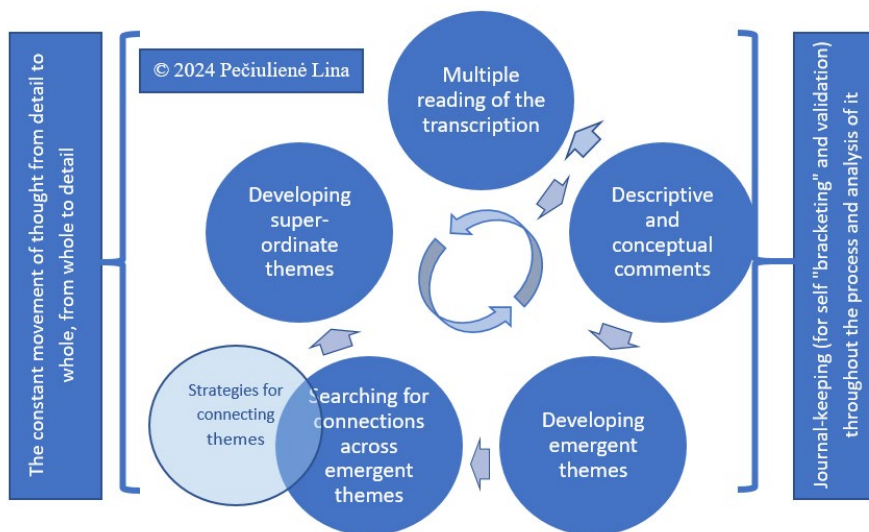 The constant movement of thought from detail to
whole, from whole to detail
© 2024 Pečiulienė Lina
Multiple
reading of the
transcription
Descriptive
and
conceptual
comments
Developing
emergent
themes
Searching for
connections
across
emergent
themes
Strategies for
connecting
themes
Developing
super-
ordinate
themes
Journal-keeping (for self "bracketing" and validation)
throughout the process and analysis of it